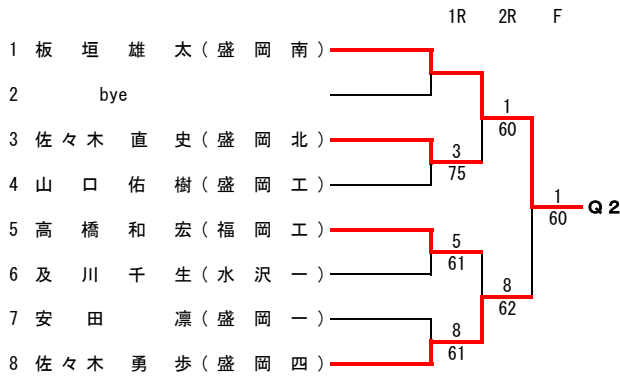 1R 2R F
1 板垣雄太(盛岡南)
2 bye
1
60
3 佐々木直史(盛岡北)
3
75
4 山口佑樹(盛岡工)
1
60
Q2
5 高橋和宏(福岡工)
5
61
6 及川千生(水沢一)
8
62
7 安田凛(盛岡一)
8
61
8 佐々木勇歩(盛岡四)